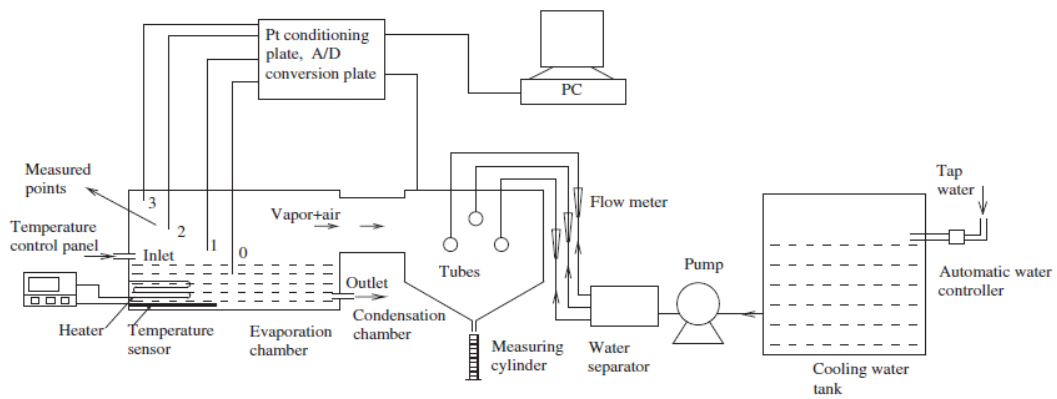 Pt conditioning
plate, A/D
conversion plate
PC
Measured
points
3
2
1
0
Temperature
control panel
Inlet
Vapor+air
Tubes
Flow meter
Tap
water
Automatic water
controller
Pump
Outlet
Condensation
chamber
Heater
Temperature
sensor
Evaporation
chamber
Measuring
cylinder
Water
separator
Cooling water
tank